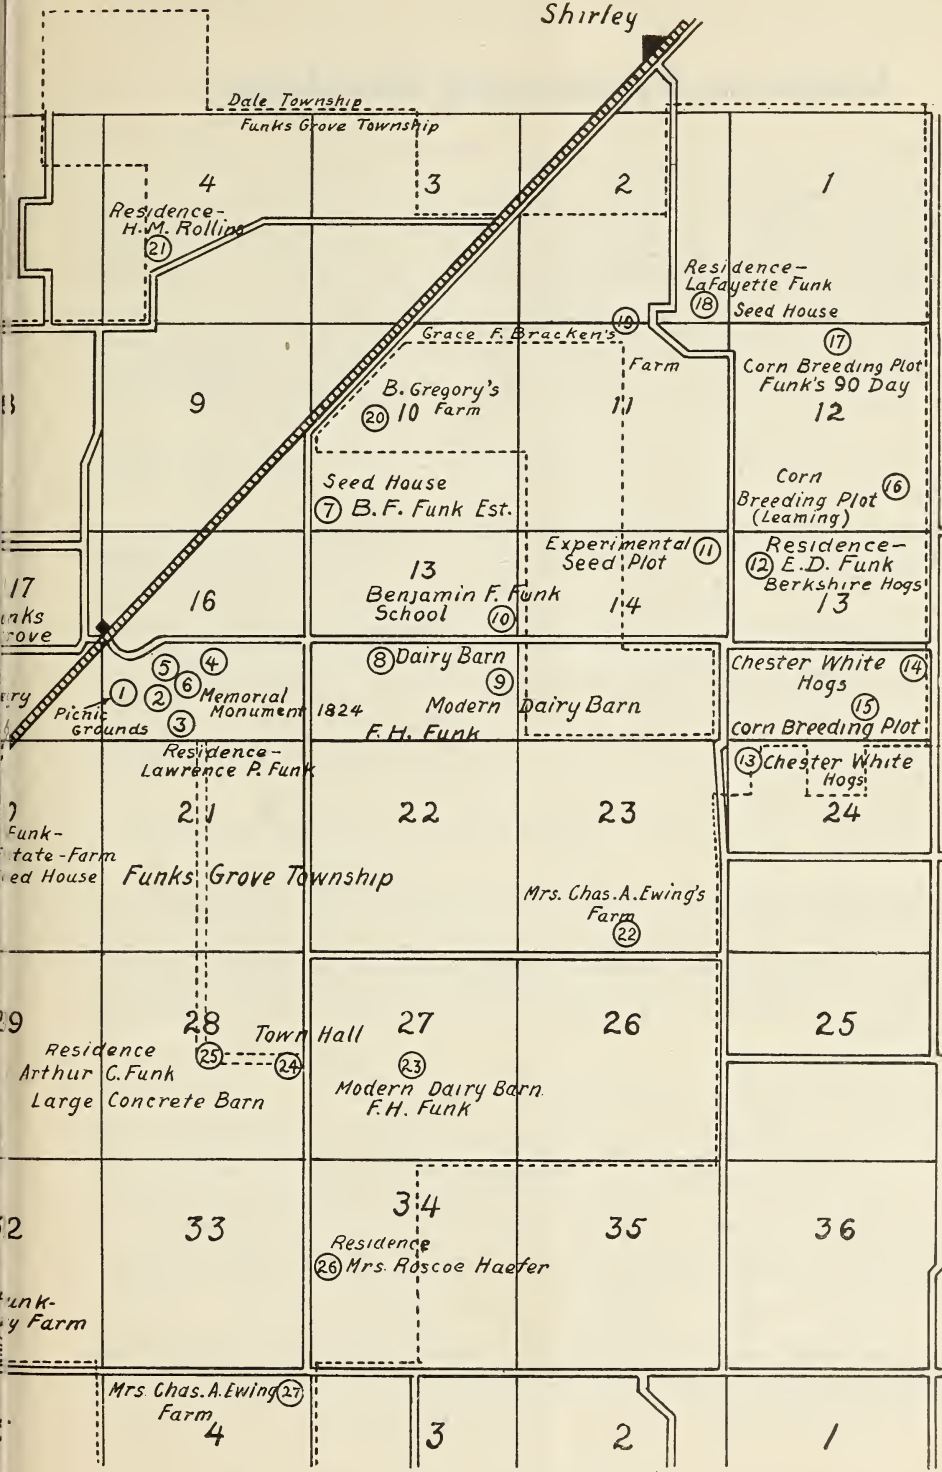 Shirley
Dale Township
Funks Grove Township
4
3
2
1
Residence-
H.M. Rollins
21
Residence-
LaFayette Funk
18 Seed House
19
Grace F. Bracken's
Farm
17
Corn Breeding Plot
Funk's 90 Day
12
9
B. Gregory's
20 10 Farm
11
Seed House
7 B.F. Funk Est.
Corn
Breeding Plot 16
(Leaming)
17
Grove
16
13
Benjamin F. Funk
School 10
Experimental 11
Seed Plot
14
Residence-
12 E.D. Funk
Berkshire Hogs
13
5 4
1 2 6 Memorial
Monument 1824
Picnic
Grounds 3
8 Dairy Barn
9
Modern Dairy Barn
F.H. Funk
Chester White 14
Hogs
15
Corn Breeding Plot
Residence-
Lawrence P. Funk
13 Chester White
Hogs
21
22
23
24
Funk-
Estate-Farm
Seed House
Funks Grove Township
Mrs. Chas. A. Ewing's
Farm
22
28
27
26
25
Town Hall
Residence 25
Arthur C. Funk
24
Large Concrete Barn
23
Modern Dairy Barn
F.H. Funk
33
34
35
36
Residence
26 Mrs. Roscoe Haefer
Funk-
Farm
Mrs. Chas. A. Ewing 27
Farm
4
3
2
1